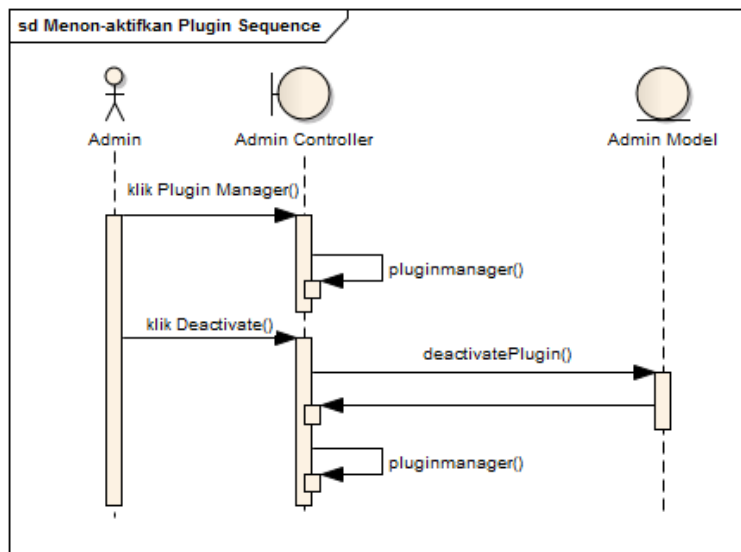 sd Menon-aktifkan Plugin Sequence
Admin
Admin Controller
Admin Model
klik Plugin Manager()
pluginmanager()
klik Deactivate()
deactivatePlugin()
pluginmanager()